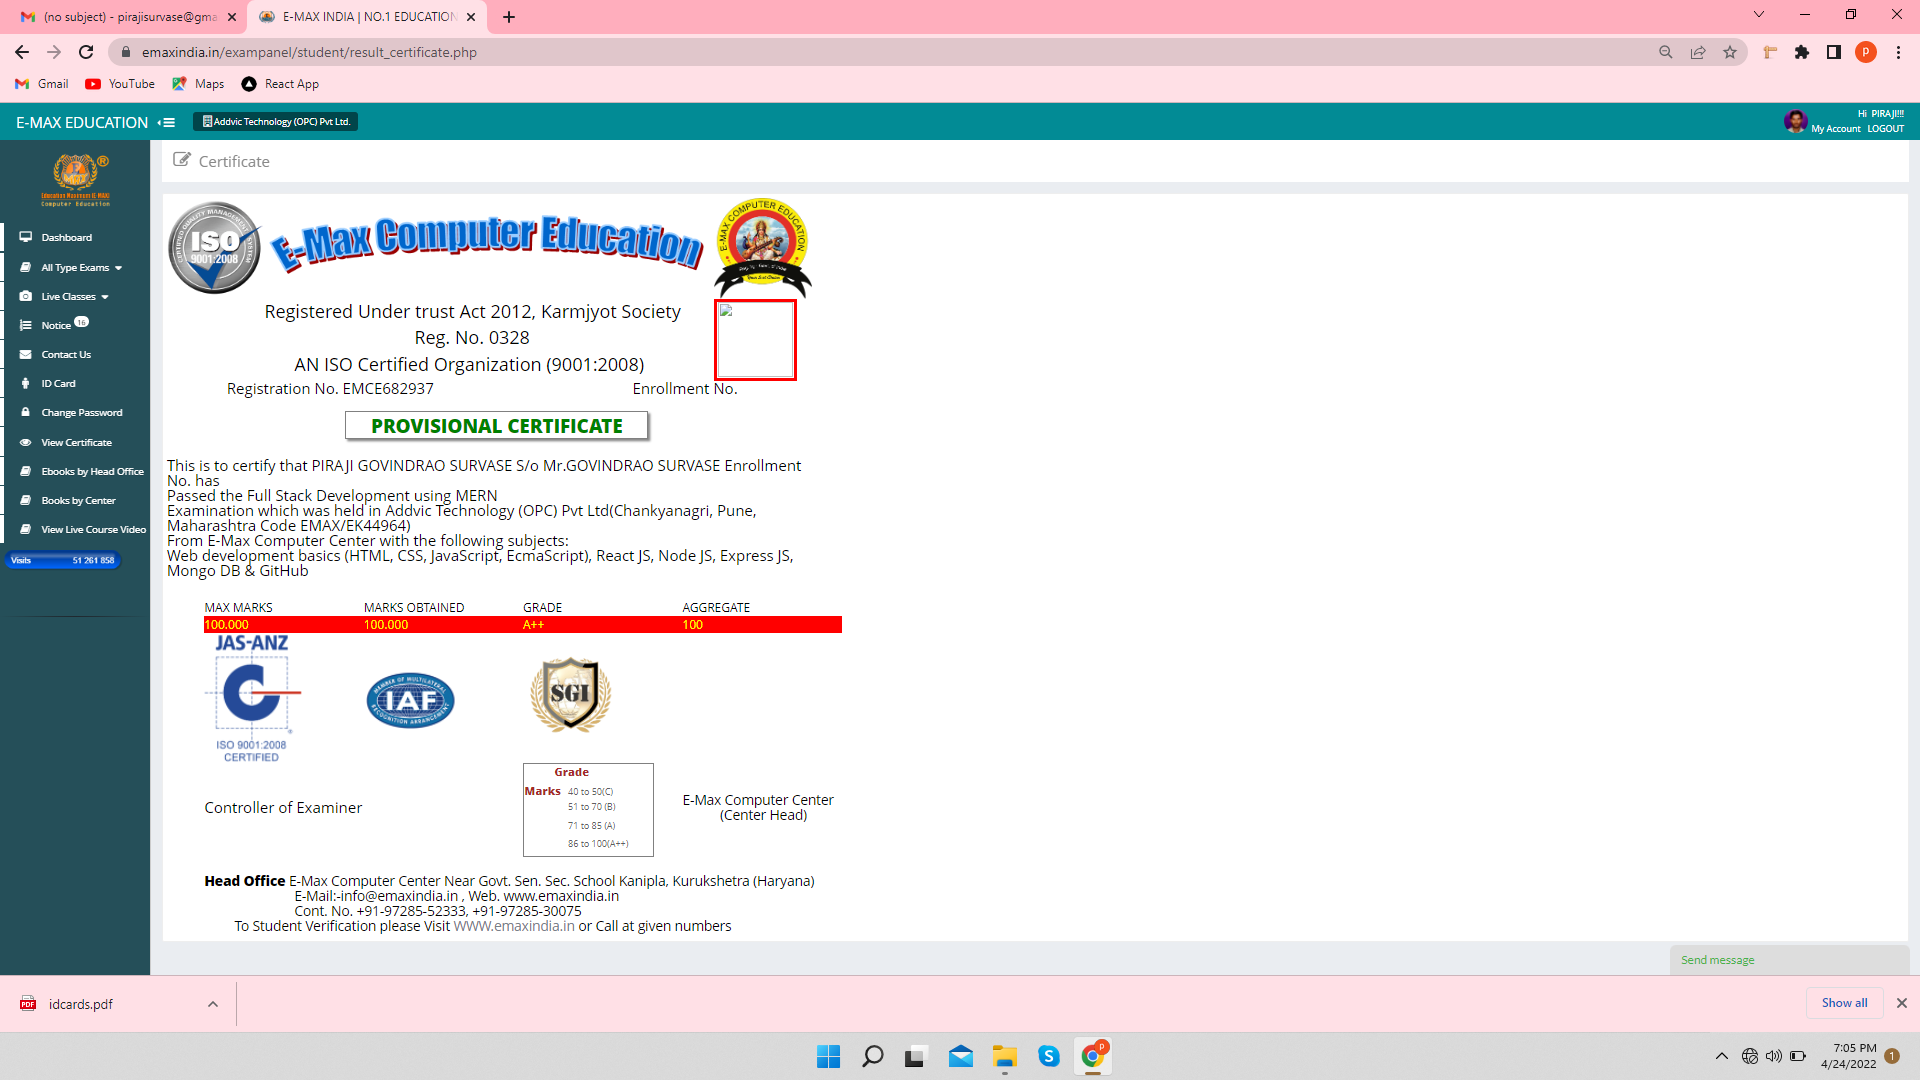 (no subject) - pirajisurvase@gma
E-MAX INDIA | NO.1 EDUCATION
emaxindia.in/exampanel/student/result_certificate.php
P
Gmail
YouTube
Maps
React App
E-MAX EDUCATION
Addvic Technology (OPC) Pvt Ltd.
Hi PIRAJI!!!
My Account LOGOUT
Computer Education
Certificate
Dashboard
All Type Exams
Live Classes
Notice 16
Contact Us
ID Card
Change Password
View Certificate
Ebooks by Head Office
Books by Center
View Live Course Video
Visits 51 261 858
CERTIFIED QUALITY MANAGEMENT SYSTEM
ISO
9001:2008
E-Max Computer Education
E-MAX COMPUTER EDUCATION
Registered Under trust Act 2012, Karmjyot Society
Reg. No. 0328
AN ISO Certified Organization (9001:2008)
Registration No. EMCE682937 Enrollment No.
PROVISIONAL CERTIFICATE
This is to certify that PIRAJI GOVINDRAO SURVASE S/o Mr.GOVINDRAO SURVASE Enrollment
No. has
Passed the Full Stack Development using MERN
Examination which was held in Addvic Technology (OPC) Pvt Ltd(Chankyanagri, Pune,
Maharashtra Code EMAX/EK44964)
From E-Max Computer Center with the following subjects:
Web development basics (HTML, CSS, JavaScript, EcmaScript), React JS, Node JS, Express JS,
Mongo DB & GitHub
MAX MARKS MARKS OBTAINED GRADE AGGREGATE
100.000 100.000 A++ 100
JAS-ANZ
ISO 9001:2008
CERTIFIED
MEMBER OF MULTILATERAL
IAF
RECOGNITION ARRANGEMENT
SGI
Grade
Marks 40 to 50(C)
51 to 70 (B)
71 to 85 (A)
86 to 100(A++)
Controller of Examiner
E-Max Computer Center
(Center Head)
Head Office E-Max Computer Center Near Govt. Sen. Sec. School Kanipla, Kurukshetra (Haryana)
E-Mail:-info@emaxindia.in , Web. www.emaxindia.in
Cont. No. +91-97285-52333, +91-97285-30075
To Student Verification please Visit WWW.emaxindia.in or Call at given numbers
Send message
idcards.pdf
Show all
7:05 PM
4/24/2022
1